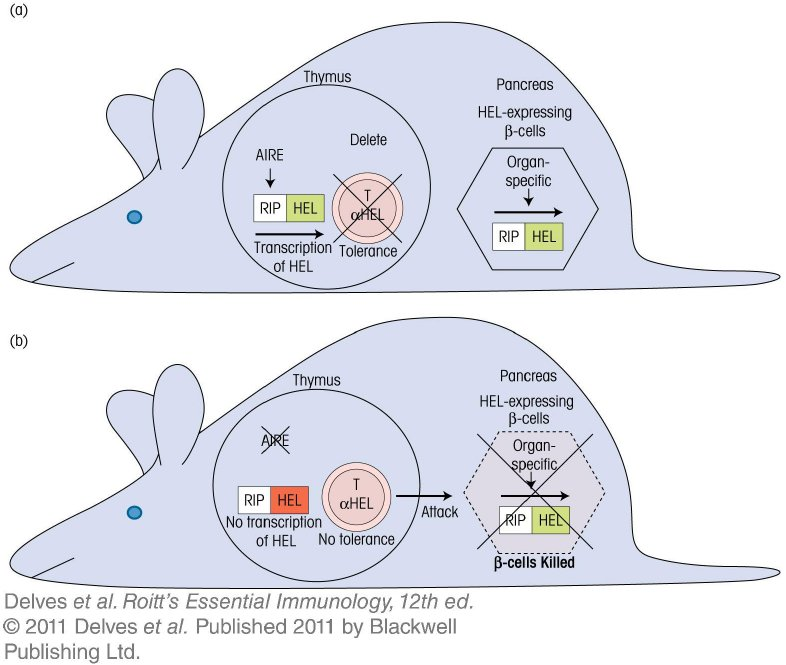 (a)
Thymus
Delete
AIRE
RIP HEL
T
αHEL
Transcription
of HEL
Tolerance
Pancreas
HEL-expressing
β-cells
Organ-
specific
RIP HEL
(b)
Thymus
AIRE
RIP HEL
T
αHEL
No transcription
of HEL
No tolerance
Attack
Pancreas
HEL-expressing
β-cells
Organ-
specific
RIP HEL
β-cells Killed
Delves et al. Roitt's Essential Immunology, 12th ed.
© 2011 Delves et al. Published 2011 by Blackwell
Publishing Ltd.